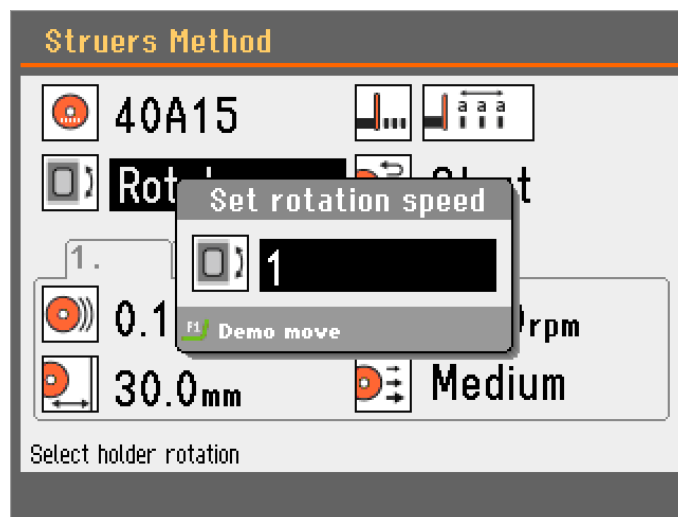 Struers Method
40A15
a a a
Rot
t
Set rotation speed
1
1.
0.1
rpm
F1 Demo move
30.0mm
Medium
Select holder rotation